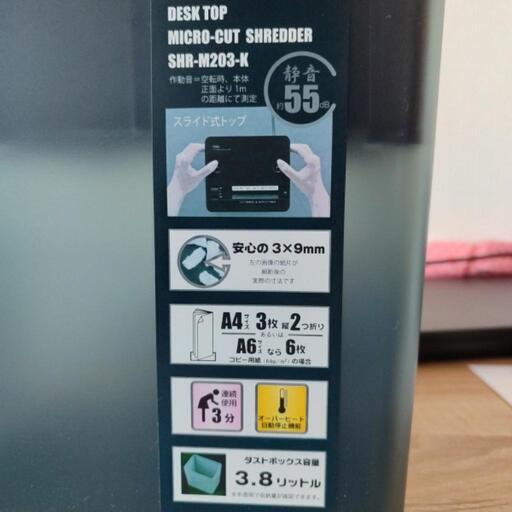 DESK TOP
MICRO-CUT SHREDDER
SHR-M203-K
作動音＝空転時、本体
正面より1m
の距離にて測定
静音
約55dB
スライド式トップ
安心の 3×9mm
左の画像の紙片が
細断後の
実際の寸法です
A4サイズ 3枚 縦2つ折り
あるいは
A6サイズなら 6枚
コピー用紙（64g/m²）の場合
連続
使用
3分
オーバーヒート
自動停止機能
ダストボックス容量
3.8リットル